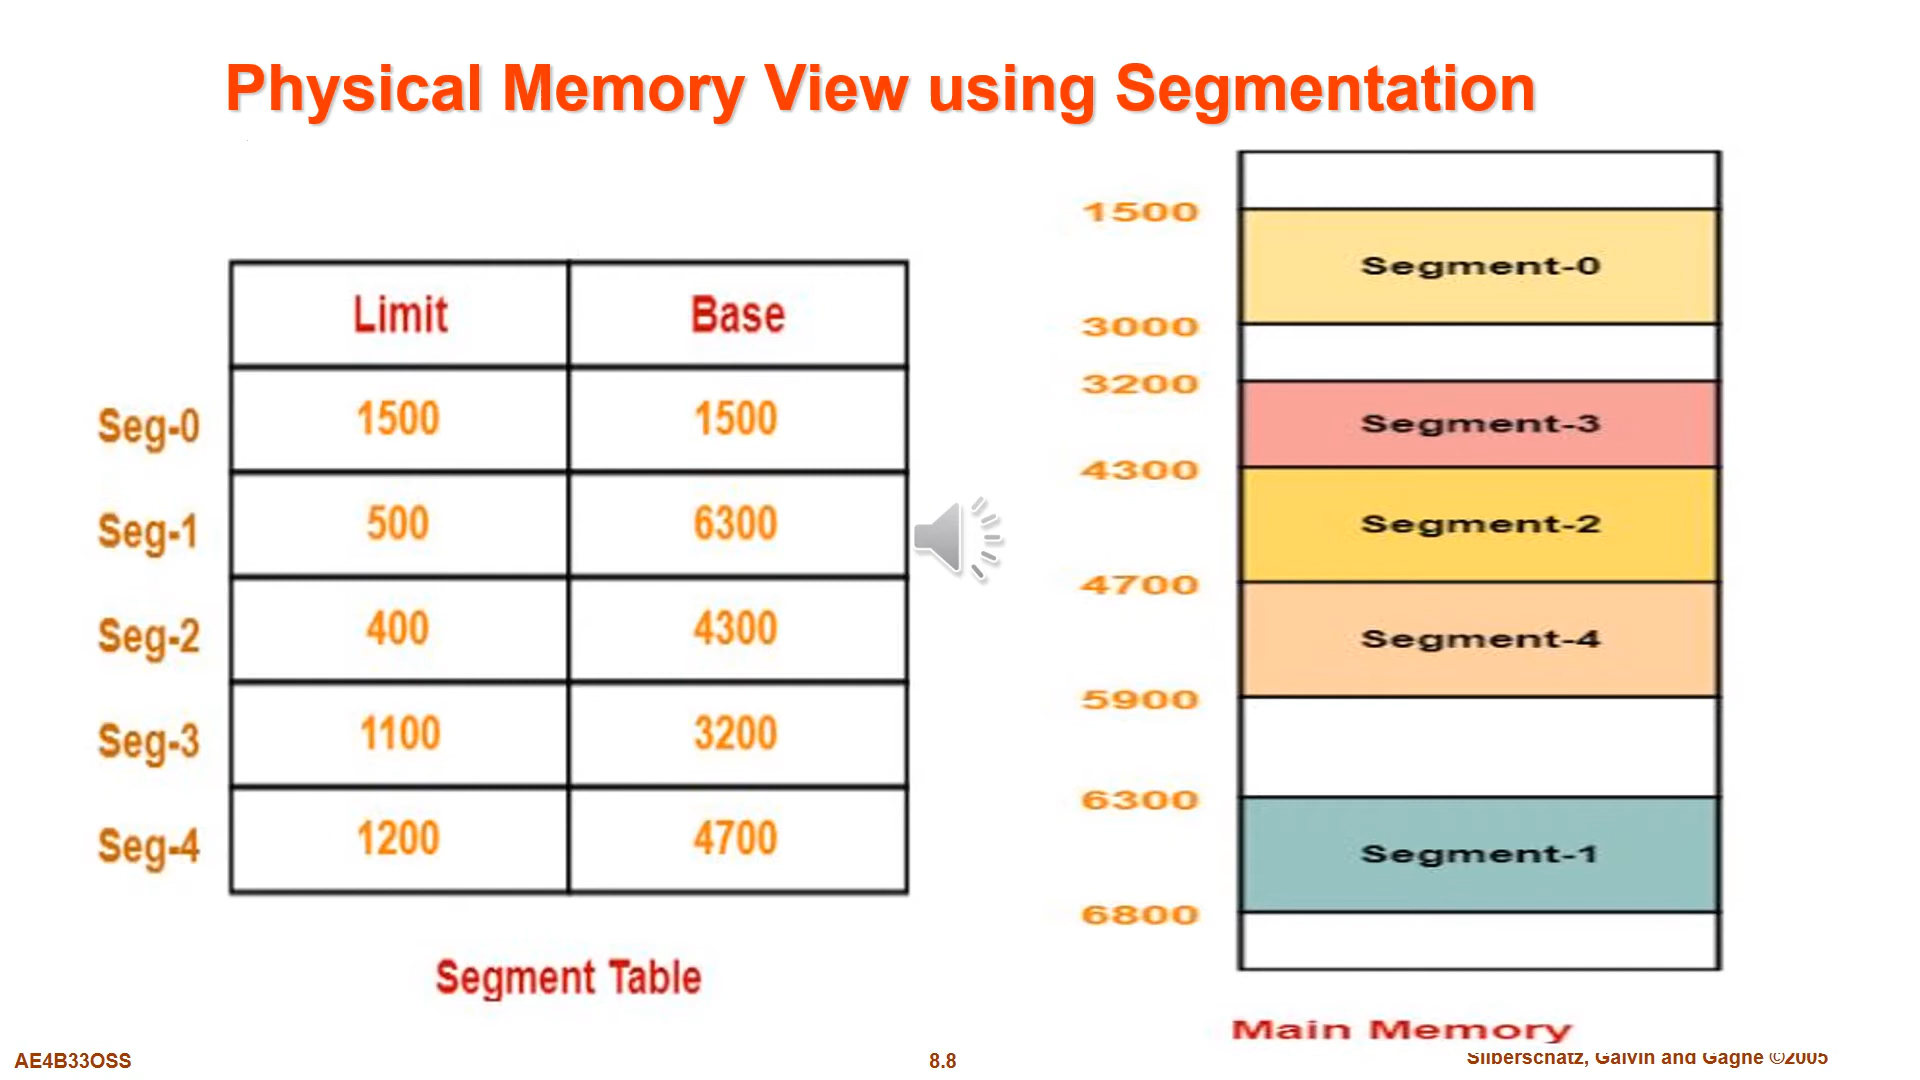 Physical Memory View using Segmentation
Limit Base
Seg-0 1500 1500
Seg-1 500 6300
Seg-2 400 4300
Seg-3 1100 3200
Seg-4 1200 4700
Segment Table
1500
Segment-0
3000
3200
Segment-3
4300
Segment-2
4700
Segment-4
5900
6300
Segment-1
6800
Main Memory
AE4B33OSS
8.8
Silberschatz, Galvin and Gagne ©2005